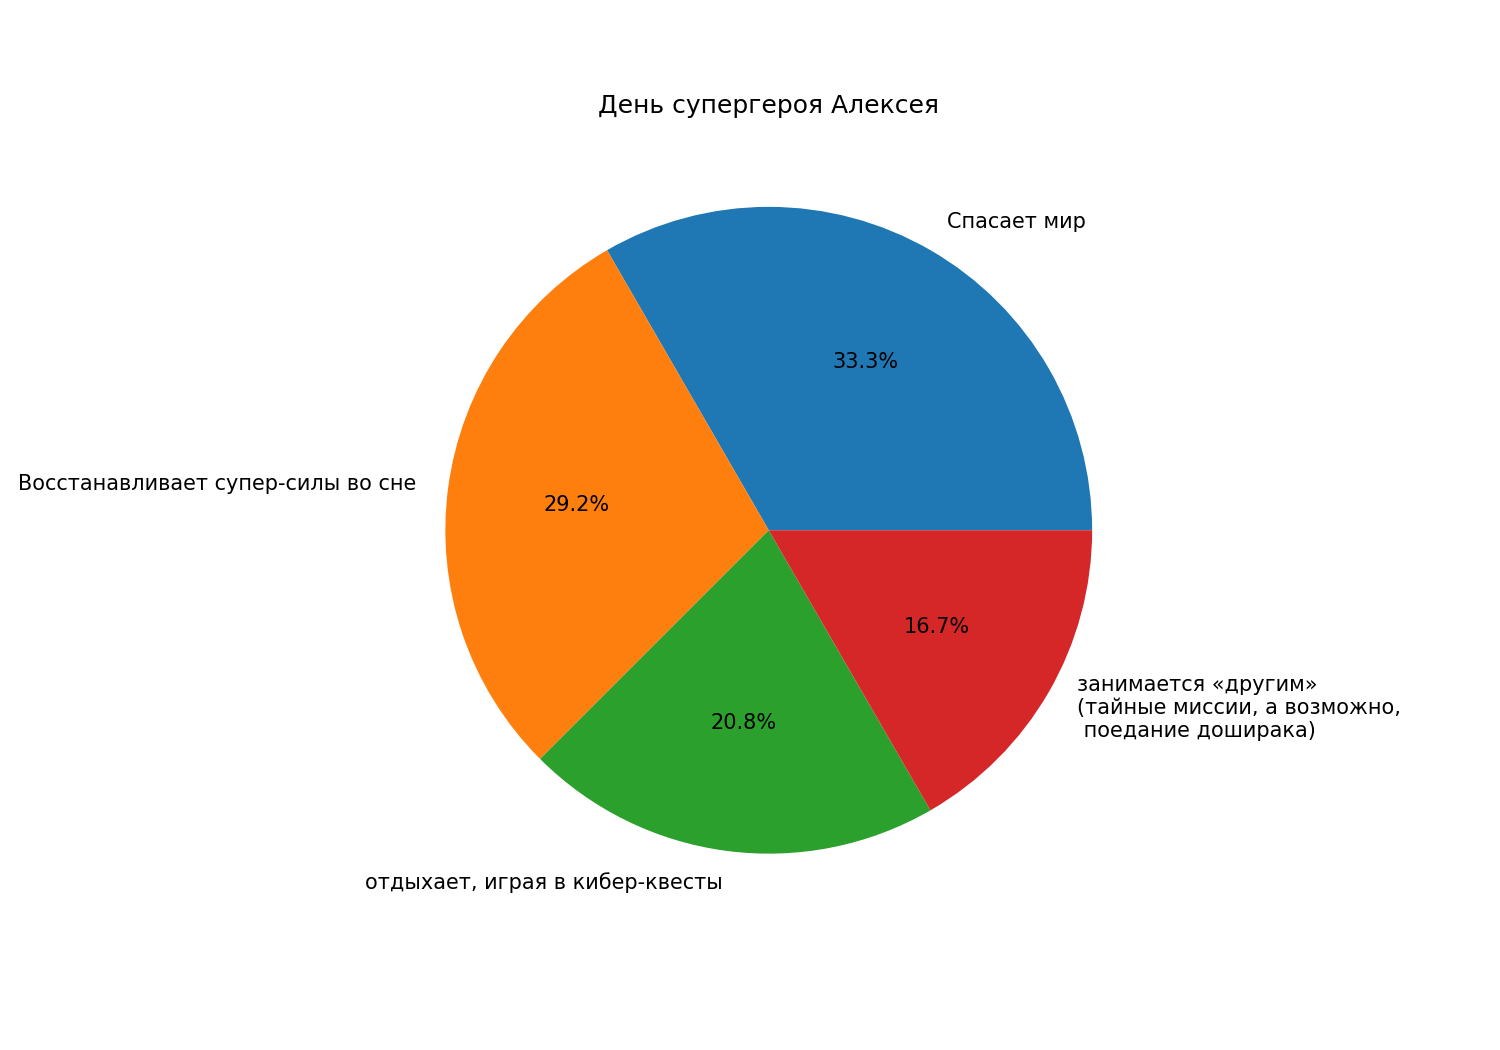 День супергероя Алексея
Спасает мир
33.3%
Восстанавливает супер-силы во сне
29.2%
16.7%
занимается «другим»
(тайные миссии, а возможно,
поедание доширака)
20.8%
отдыхает, играя в кибер-квесты